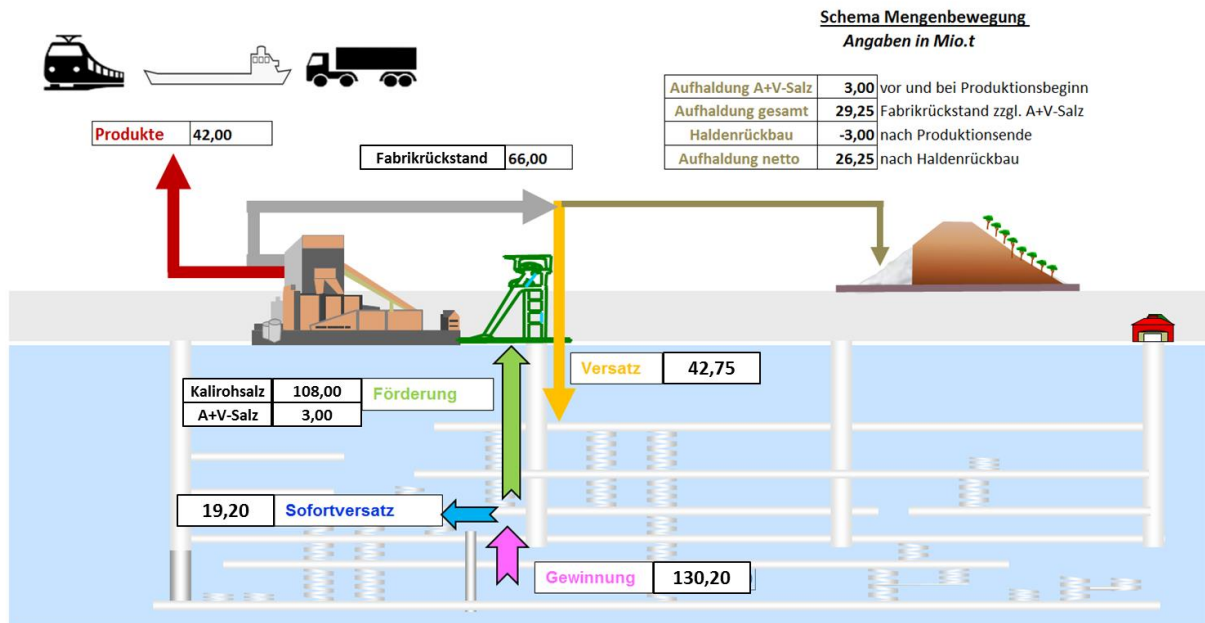 Schema Mengenbewegung
Angaben in Mio.t
Aufhaldung A+V-Salz 3,00 vor und bei Produktionsbeginn
Aufhaldung gesamt 29,25 Fabrikrückstand zzgl. A+V-Salz
Haldenrückbau -3,00 nach Produktionsende
Aufhaldung netto 26,25 nach Haldenrückbau
Produkte 42,00
Fabrikrückstand 66,00
Versatz 42,75
Kalirohsalz 108,00 Förderung
A+V-Salz 3,00
19,20 Sofortversatz
Gewinnung 130,20